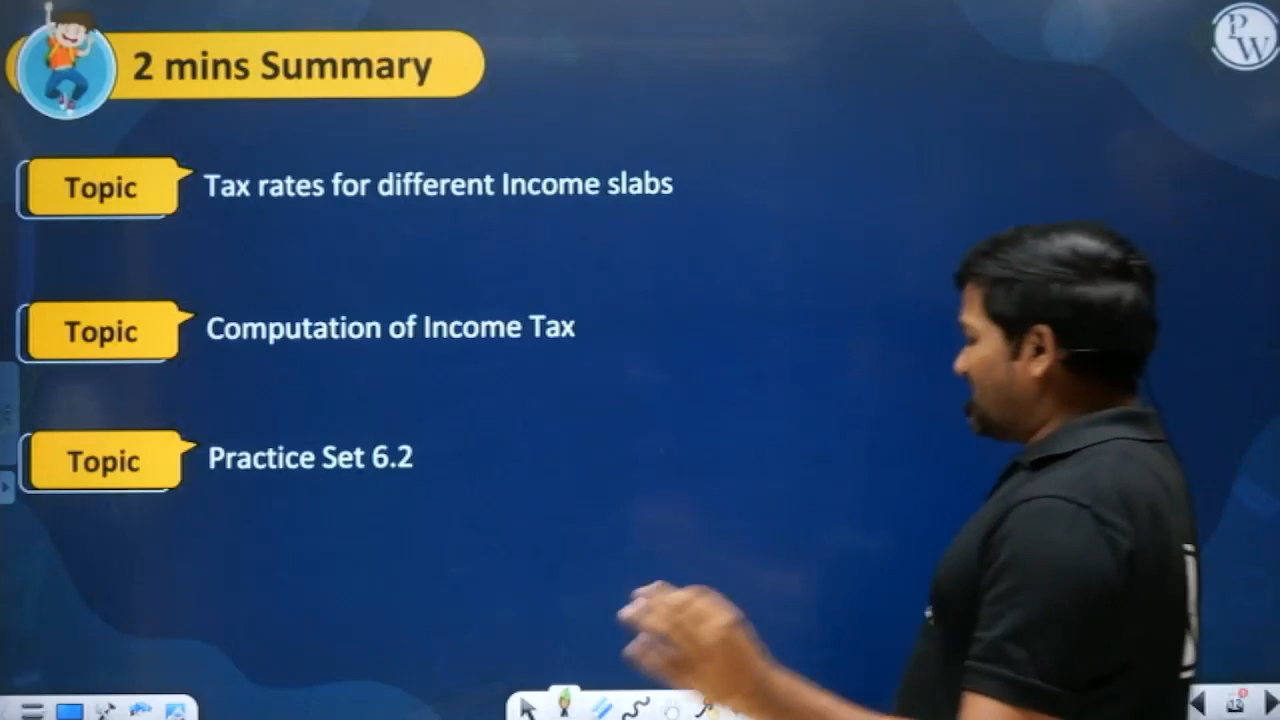 2 mins Summary
PW
Topic
Tax rates for different Income slabs
Topic
Computation of Income Tax
Topic
Practice Set 6.2